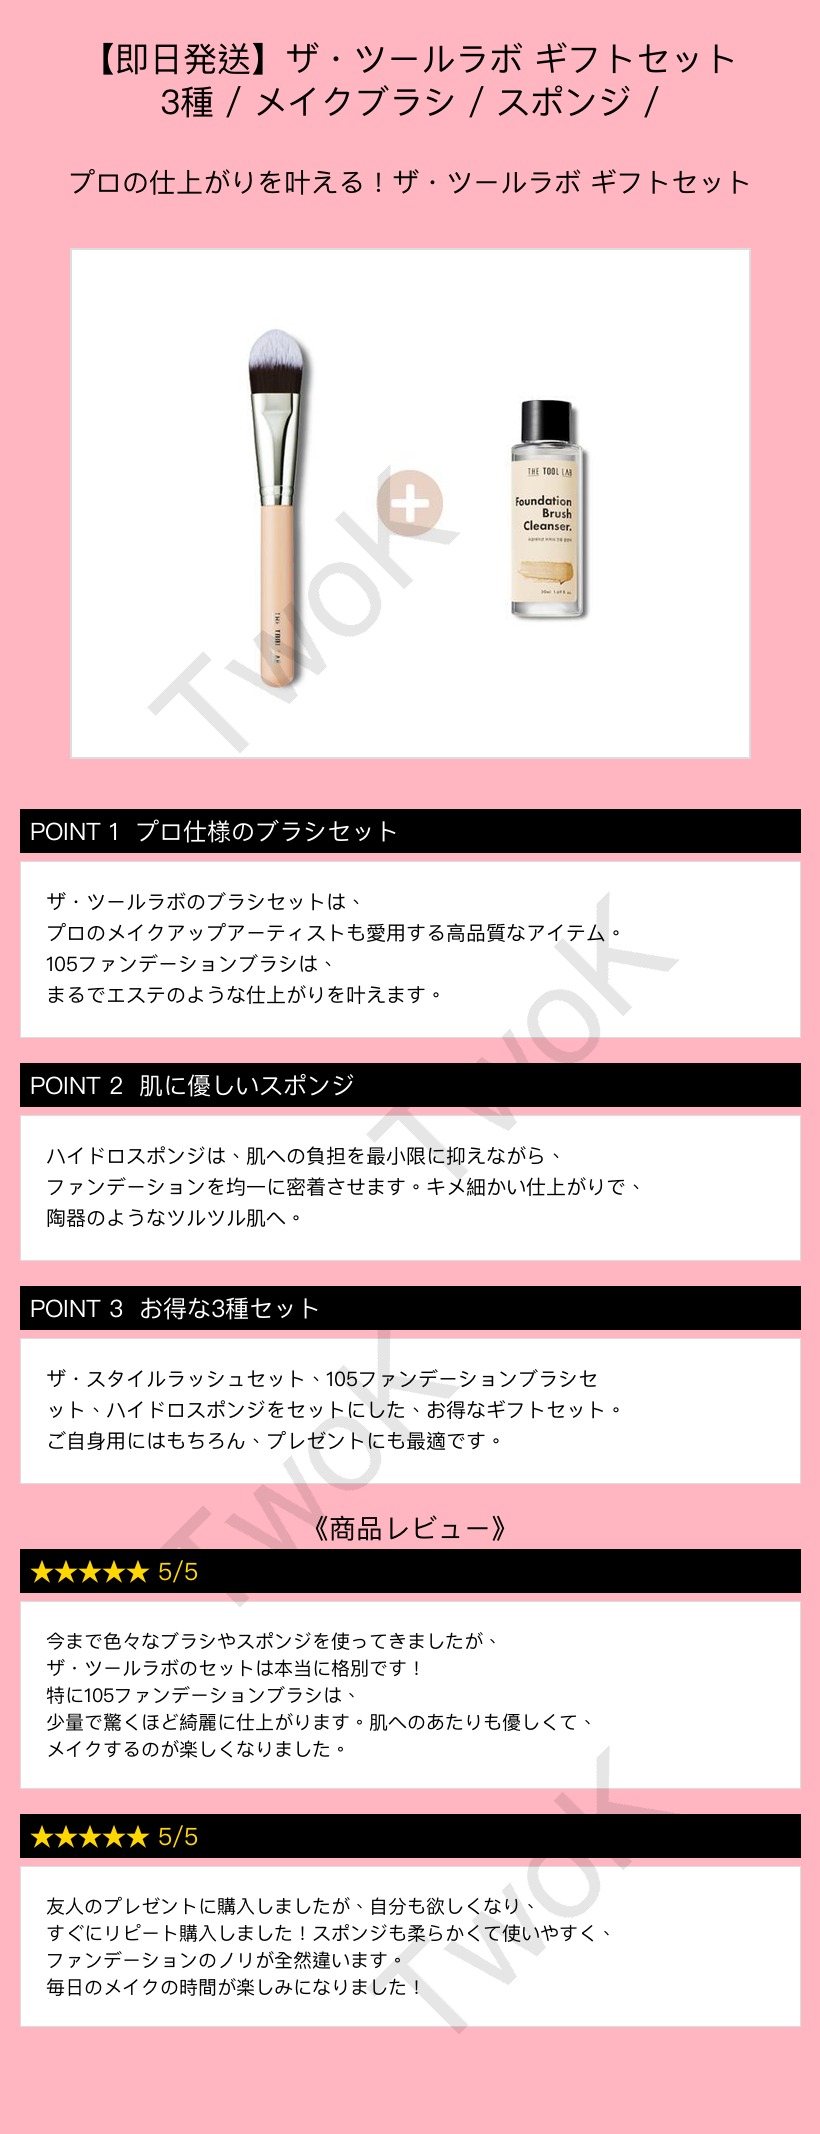 【即日発送】ザ・ツールラボ ギフトセット
3種 / メイクブラシ / スポンジ /
プロの仕上がりを叶える！ザ・ツールラボ ギフトセット
THE TOOL LAB
Foundation
Brush
Cleanser.
THE TOOL LAB
TwoK
POINT 1 プロ仕様のブラシセット
ザ・ツールラボのブラシセットは、
プロのメイクアップアーティストも愛用する高品質なアイテム。
105ファンデーションブラシは、
まるでエステのような仕上がりを叶えます。
TwoK
POINT 2 肌に優しいスポンジ
ハイドロスポンジは、肌への負担を最小限に抑えながら、
ファンデーションを均一に密着させます。キメ細かい仕上がりで、
陶器のようなツルツル肌へ。
POINT 3 お得な3種セット
ザ・スタイルラッシュセット、105ファンデーションブラシセ
ット、ハイドロスポンジをセットにした、お得なギフトセット。
ご自身用にはもちろん、プレゼントにも最適です。
TwoK
《商品レビュー》
★★★★★ 5/5
今まで色々なブラシやスポンジを使ってきましたが、
ザ・ツールラボのセットは本当に格別です！
特に105ファンデーションブラシは、
少量で驚くほど綺麗に仕上がります。肌へのあたりも優しくて、
メイクするのが楽しくなりました。
★★★★★ 5/5
友人のプレゼントに購入しましたが、自分も欲しくなり、
すぐにリピート購入しました！スポンジも柔らかくて使いやすく、
ファンデーションのノリが全然違います。
毎日のメイクの時間が楽しみになりました！
TwoK